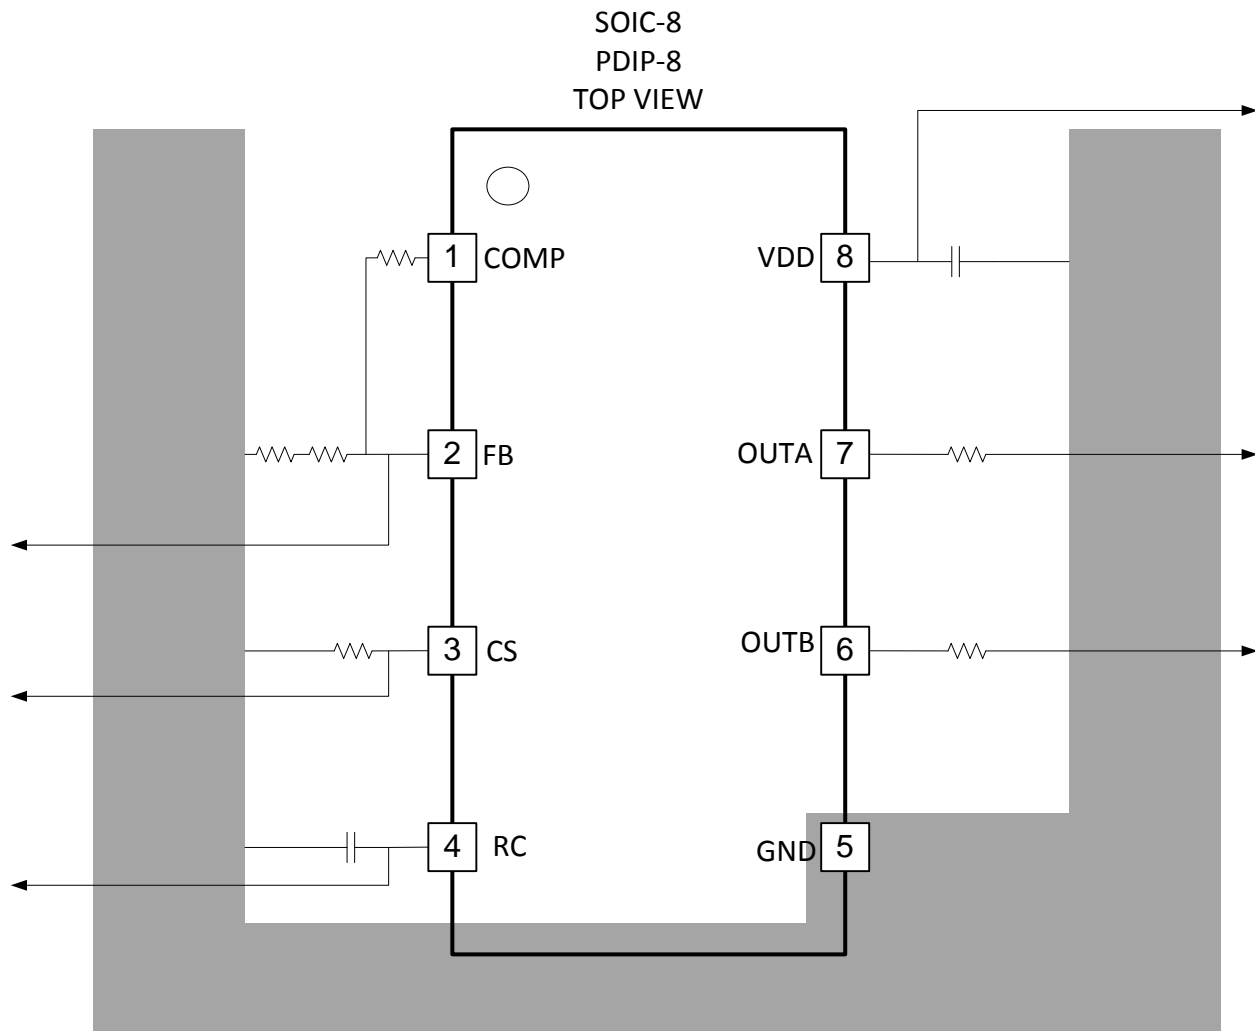 SOIC-8
PDIP-8
TOP VIEW
1 COMP
VDD 8
2 FB
OUTA 7
3 CS
OUTB 6
4 RC
GND 5